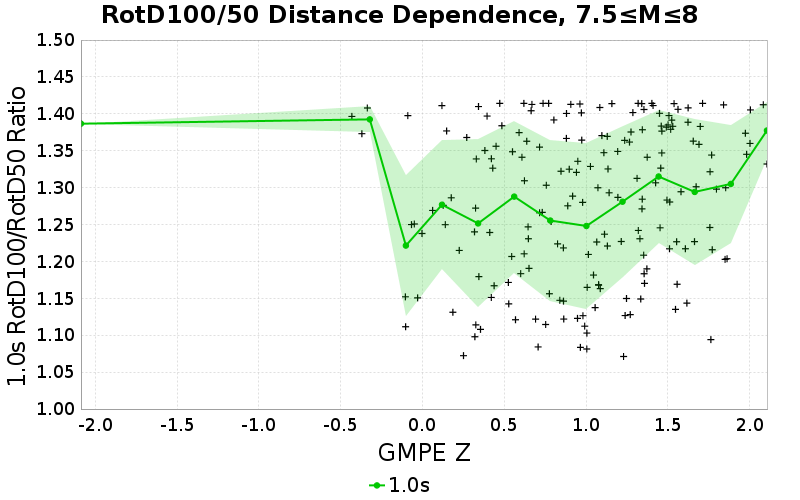 RotD100/50 Distance Dependence, 7.5≤M≤8
1.0s RotD100/RotD50 Ratio
1.50
1.45
1.40
1.35
1.30
1.25
1.20
1.15
1.10
1.05
1.00
-2.0 -1.5 -1.0 -0.5 0.0 0.5 1.0 1.5 2.0
GMPE Z
1.0s